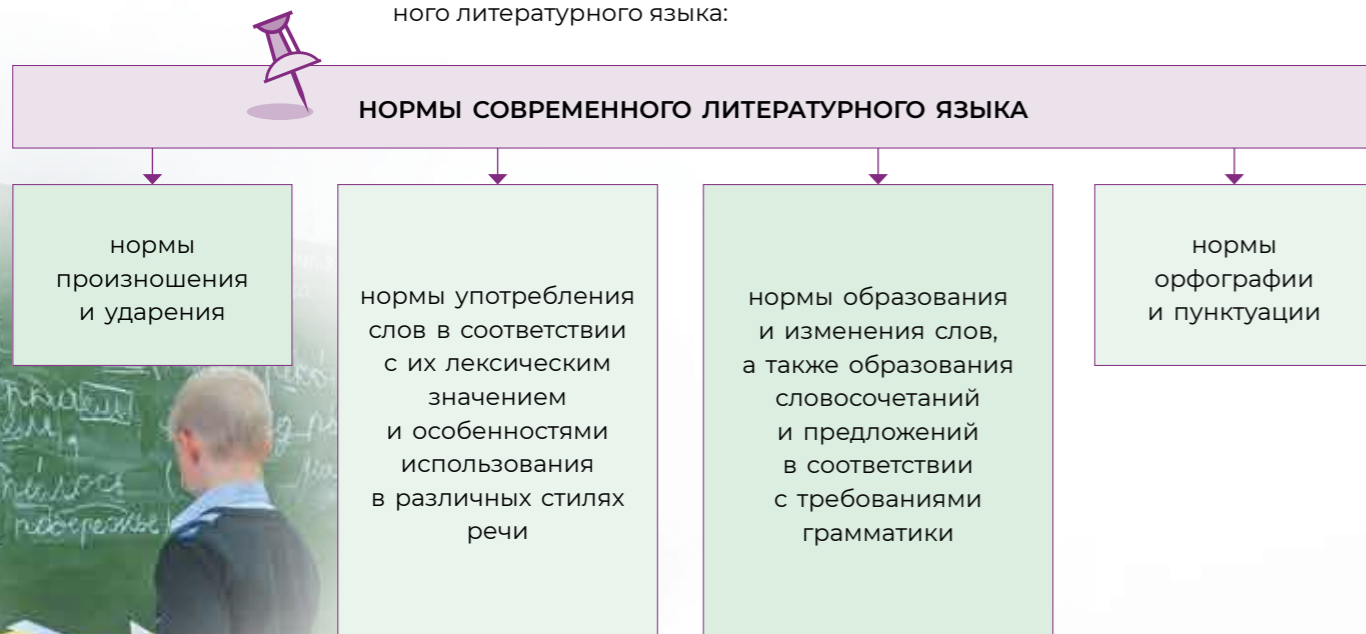 ного литературного языка:
НОРМЫ СОВРЕМЕННОГО ЛИТЕРАТУРНОГО ЯЗЫКА
нормы
произношения
и ударения
нормы употребления
слов в соответствии
с их лексическим
значением
и особенностями
использования
в различных стилях
речи
нормы образования
и изменения слов,
а также образования
словосочетаний
и предложений
в соответствии
с требованиями
грамматики
нормы
орфографии
и пунктуации
побережье